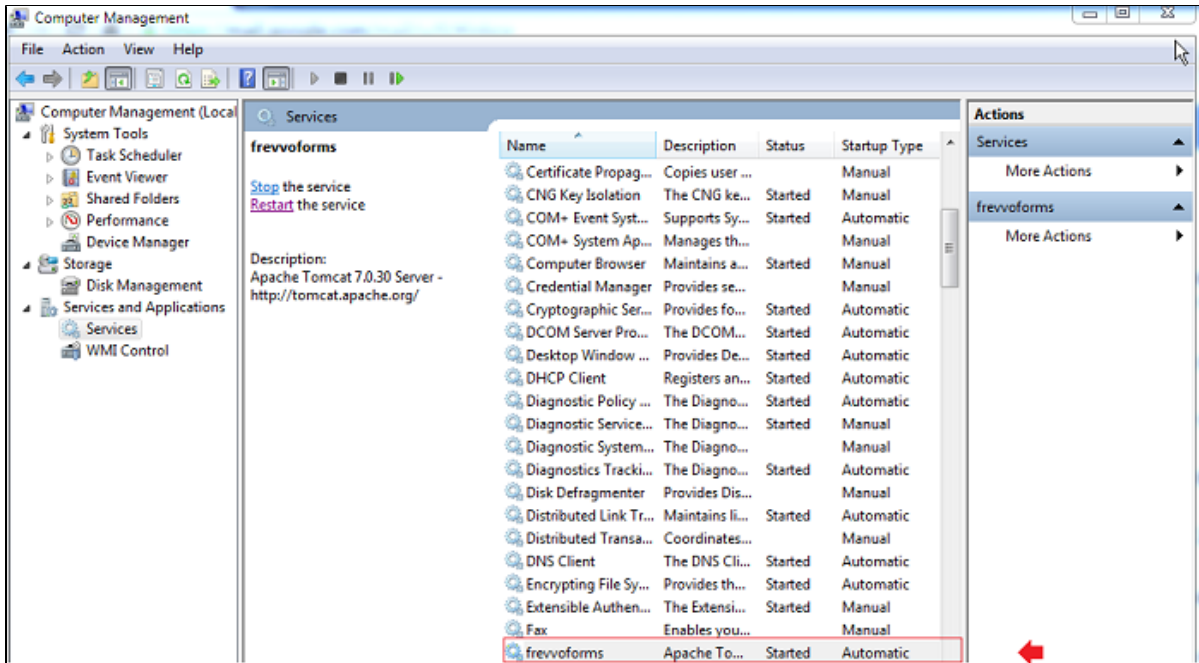 Computer Management
File Action View Help
Computer Management (Local
System Tools
Task Scheduler
Event Viewer
Shared Folders
Performance
Device Manager
Storage
Disk Management
Services and Applications
Services
WMI Control
Services
frevvoforms
Stop the service
Restart the service
Description:
Apache Tomcat 7.0.30 Server -
http://tomcat.apache.org/
Name Description Status Startup Type
Certificate Propag... Copies user ... Manual
CNG Key Isolation The CNG ke... Started Manual
COM+ Event Syst... Supports Sy... Started Automatic
COM+ System Ap... Manages th... Manual
Computer Browser Maintains a... Started Manual
Credential Manager Provides se... Manual
Cryptographic Ser... Provides fo... Started Automatic
DCOM Server Pro... The DCOM... Started Automatic
Desktop Window ... Provides De... Started Automatic
DHCP Client Registers an... Started Automatic
Diagnostic Policy ... The Diagno... Started Automatic
Diagnostic Service... The Diagno... Started Manual
Diagnostic System... The Diagno... Manual
Diagnostics Tracki... The Diagno... Started Automatic
Disk Defragmenter Provides Dis... Manual
Distributed Link Tr... Maintains li... Started Automatic
Distributed Transa... Coordinates... Manual
DNS Client The DNS Cli... Started Automatic
Encrypting File Sy... Provides th... Started Automatic
Extensible Authen... The Extensi... Started Manual
Fax Enables you... Manual
frevvoforms Apache To... Started Automatic
Actions
Services
More Actions
frevvoforms
More Actions